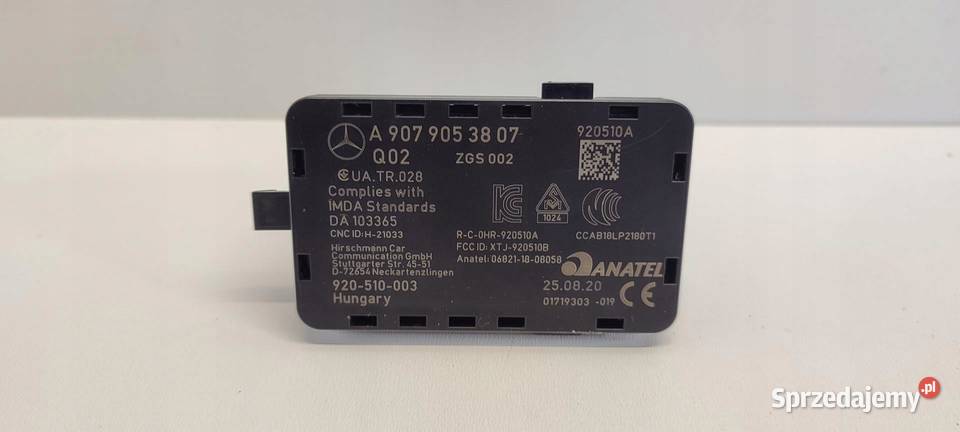 A 907 905 38 07
920510A
Q02 ZGS 002
UA.TR.028
Complies with
IMDA Standards
DA 103365
1024
CNC ID: H-21033
R-C-0HR-920510A
CCAB18LP2180T1
FCC ID: XTJ-920510B
Anatel: 06821-18-08058
ANATEL
Hirschmann Car
Communication GmbH
Stuttgarter Str. 45-51
D-72654 Neckartenzlingen
920-510-003
25.08.20
Hungary
01719303 -019
CE
Sprzedajemy.pl